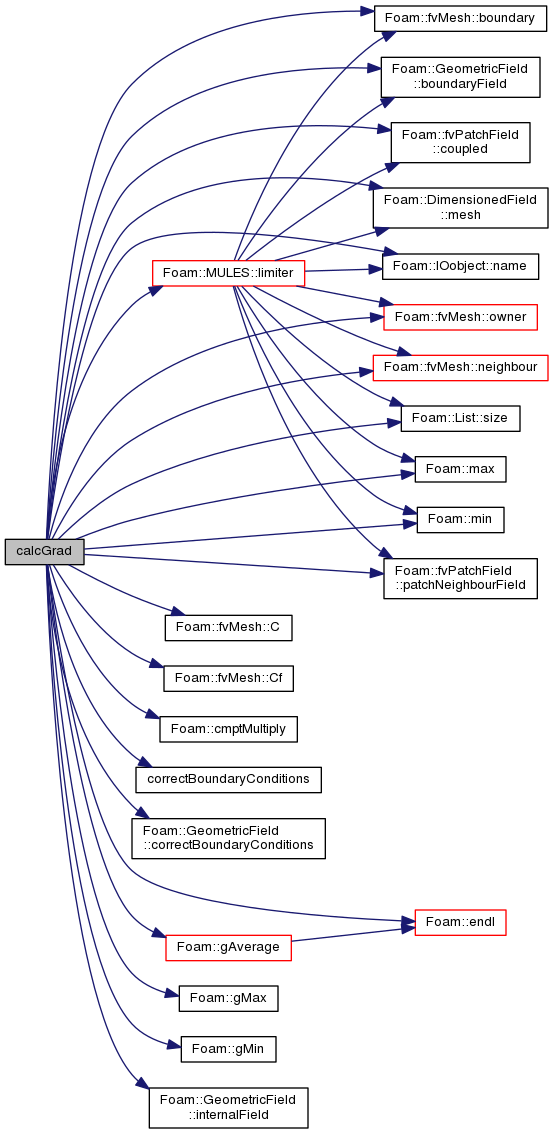 Foam::fvMesh::boundary
Foam::GeometricField
::boundaryField
Foam::fvPatchField
::coupled
Foam::DimensionedField
::mesh
Foam::IOobject::name
Foam::MULES::limiter
Foam::fvMesh::owner
Foam::fvMesh::neighbour
Foam::List::size
Foam::max
Foam::min
calcGrad
Foam::fvPatchField
::patchNeighbourField
Foam::fvMesh::C
Foam::fvMesh::Cf
Foam::cmptMultiply
correctBoundaryConditions
Foam::GeometricField
::correctBoundaryConditions
Foam::endl
Foam::gAverage
Foam::gMax
Foam::gMin
Foam::GeometricField
::internalField